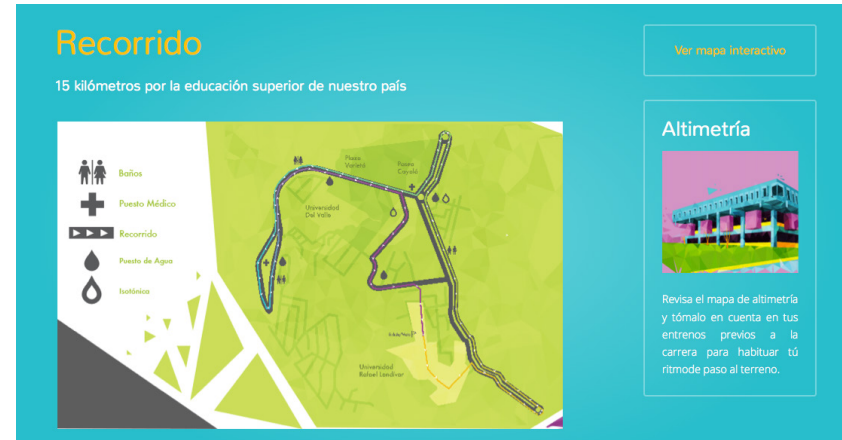 Recorrido
15 kilómetros por la educación superior de nuestro país
Baños
Puesto Médico
Recorrido
Puesto de Agua
Isotónica
Paseo
Cayalá
Universidad
Del Valle
Universidad
Rafael Landívar
Ver mapa interactivo
Altimetría
Revisa el mapa de altimetría
y tómalo en cuenta en tus
entrenos previos a la
carrera para habituar tú
ritmode paso al terreno.